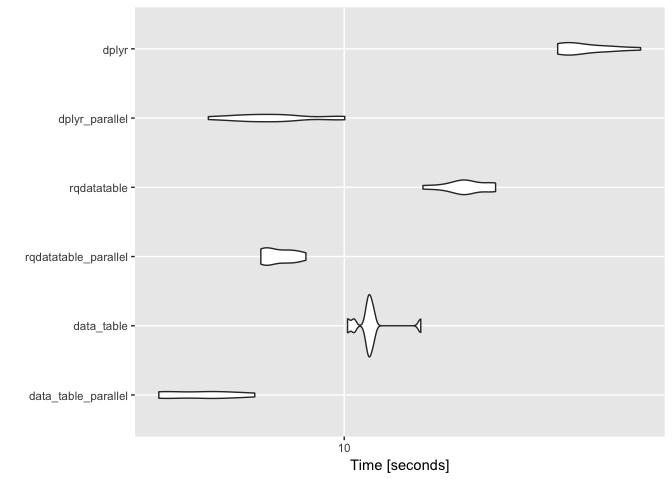 dplyr
dplyr_parallel
rqdatatable
rqdatatable_parallel
data_table
data_table_parallel
10
Time [seconds]